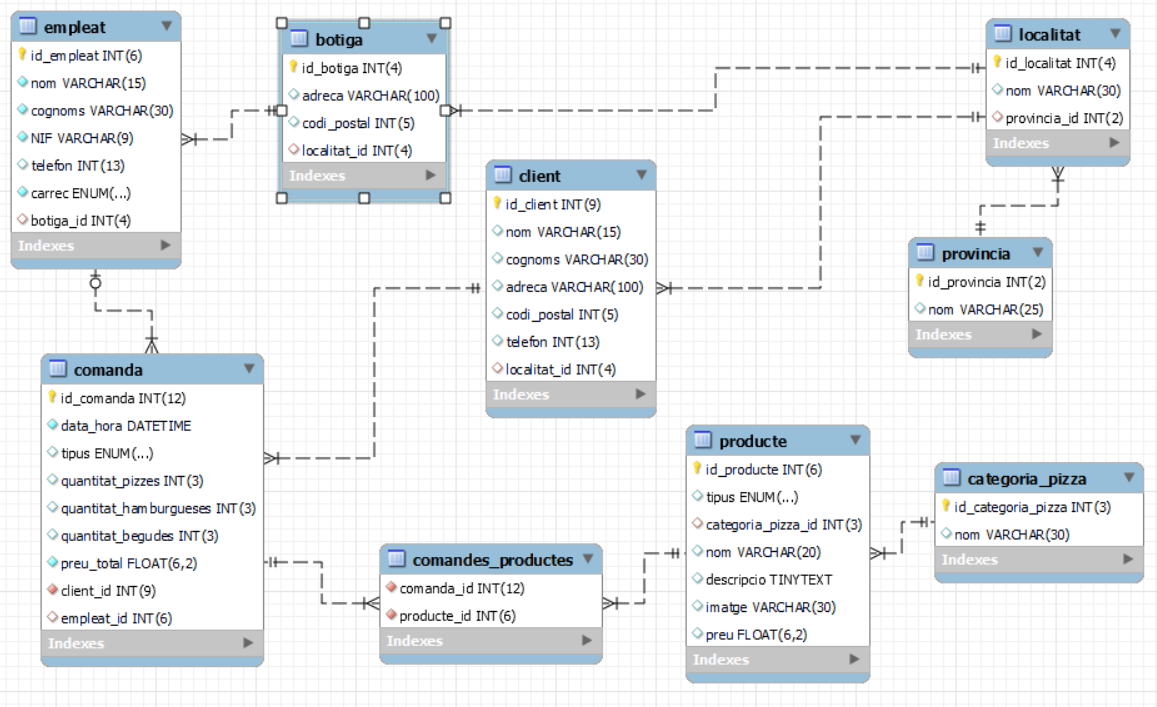 empleat
id_empleat INT(6)
nom VARCHAR(15)
cognoms VARCHAR(30)
NIF VARCHAR(9)
telefon INT(13)
carrec ENUM(...)
botiga_id INT(4)
Indexes
botiga
id_botiga INT(4)
adreca VARCHAR(100)
codi_postal INT(5)
localitat_id INT(4)
Indexes
localitat
id_localitat INT(4)
nom VARCHAR(30)
provincia_id INT(2)
Indexes
client
id_client INT(9)
nom VARCHAR(15)
cognoms VARCHAR(30)
adreca VARCHAR(100)
codi_postal INT(5)
telefon INT(13)
localitat_id INT(4)
Indexes
provincia
id_provincia INT(2)
nom VARCHAR(25)
Indexes
comanda
id_comanda INT(12)
data_hora DATETIME
tipus ENUM(...)
quantitat_pizzes INT(3)
quantitat_hamburgueses INT(3)
quantitat_begudes INT(3)
preu_total FLOAT(6,2)
client_id INT(9)
empleat_id INT(6)
Indexes
comandes_productes
comanda_id INT(12)
producte_id INT(6)
Indexes
producte
id_producte INT(6)
tipus ENUM(...)
categoria_pizza_id INT(3)
nom VARCHAR(20)
descripcio TINYTEXT
imatge VARCHAR(30)
preu FLOAT(6,2)
Indexes
categoria_pizza
id_categoria_pizza INT(3)
nom VARCHAR(30)
Indexes